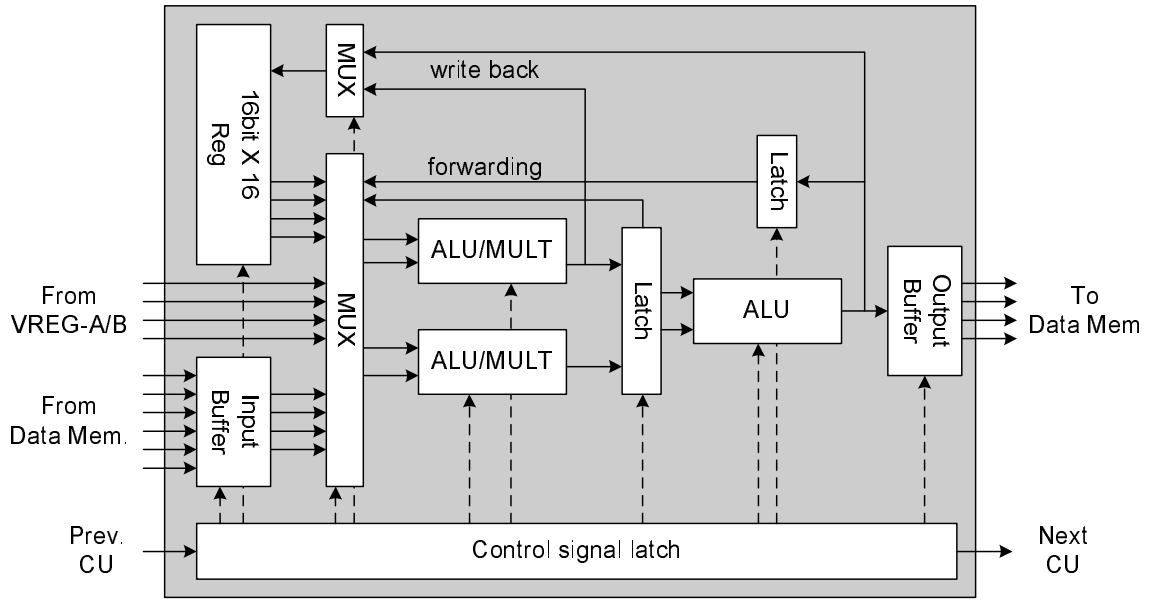 MUX
write back
16bit X 16
Reg
forwarding
Latch
ALU/MULT
From
VREG-A/B
MUX
Latch
ALU
Output
Buffer
To
Data Mem
ALU/MULT
From
Data Mem.
Input
Buffer
Prev.
CU
Control signal latch
Next
CU